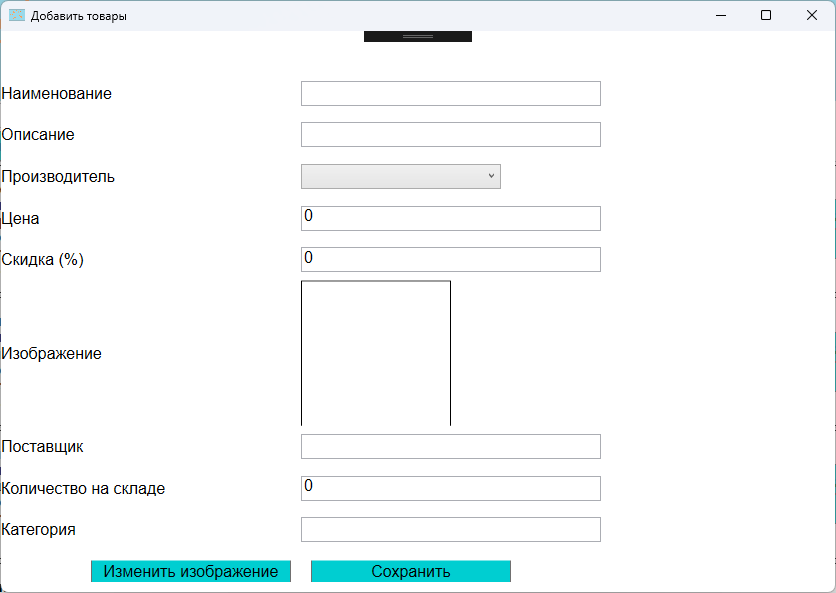 Добавить товары
Наименование
Описание
Производитель
Цена 0
Скидка (%) 0
Изображение
Поставщик
Количество на складе 0
Категория
Изменить изображение Сохранить